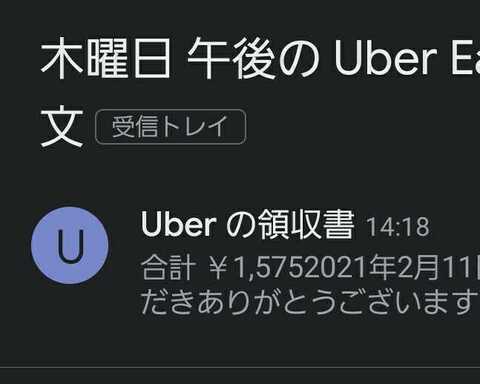 木曜日 午後の Uber Ea
文 受信トレイ
U
Uber の領収書 14:18
合計 ￥1,5752021年2月11日
だきありがとうございます